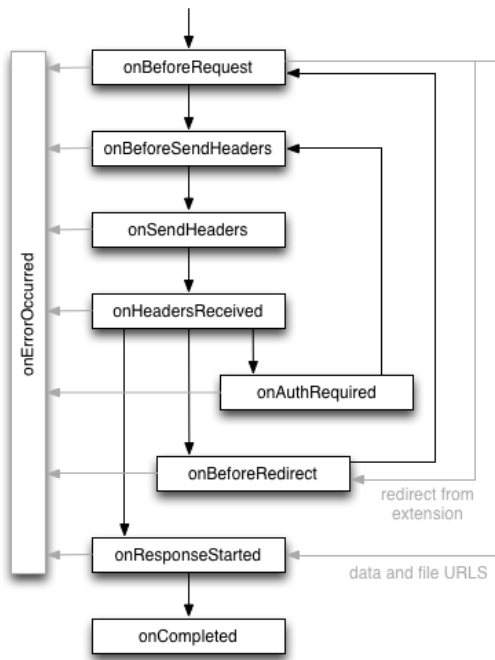 onBeforeRequest
onBeforeSendHeaders
onSendHeaders
onHeadersReceived
onErrorOccurred
onAuthRequired
onBeforeRedirect
redirect from
extension
onResponseStarted
data and file URLS
onCompleted